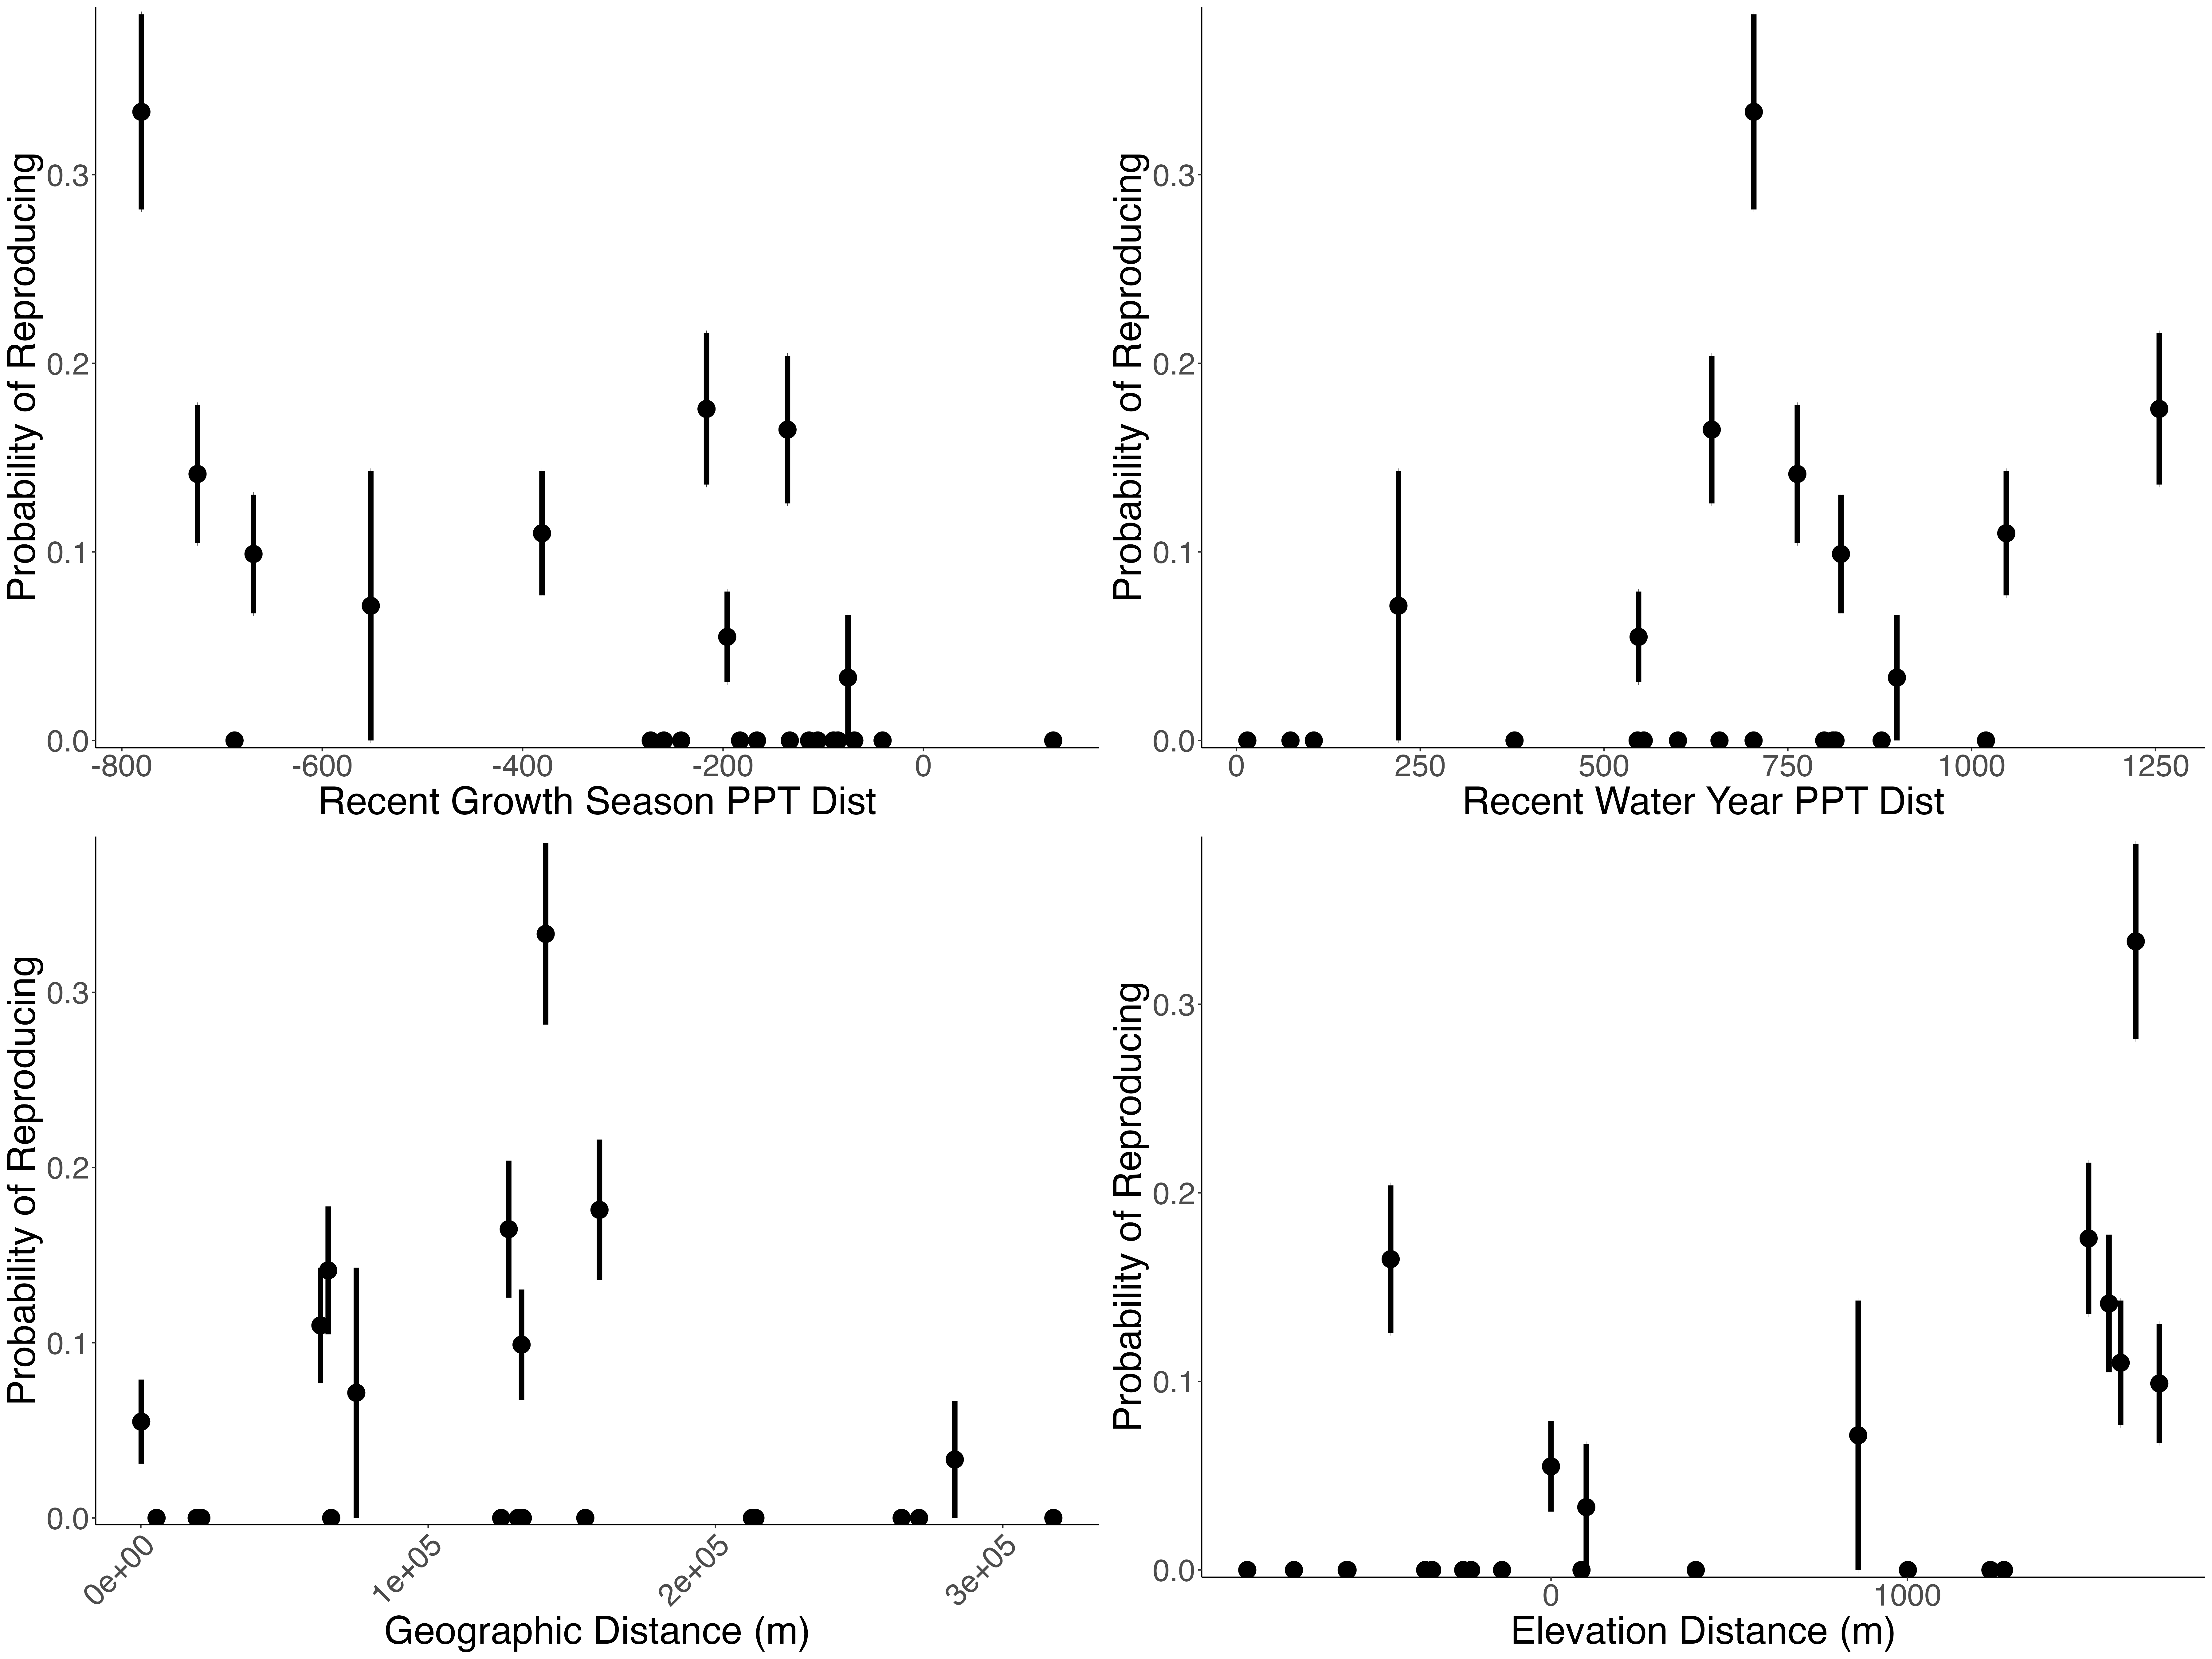 Probability of Reproducing
0.3
0.2
0.1
0.0
-800 -600 -400 -200 0
Recent Growth Season PPT Dist
Probability of Reproducing
0.3
0.2
0.1
0.0
0 250 500 750 1000 1250
Recent Water Year PPT Dist
Probability of Reproducing
0.3
0.2
0.1
0.0
0e+00 1e+05 2e+05 3e+05
Geographic Distance (m)
Probability of Reproducing
0.3
0.2
0.1
0.0
0 1000
Elevation Distance (m)